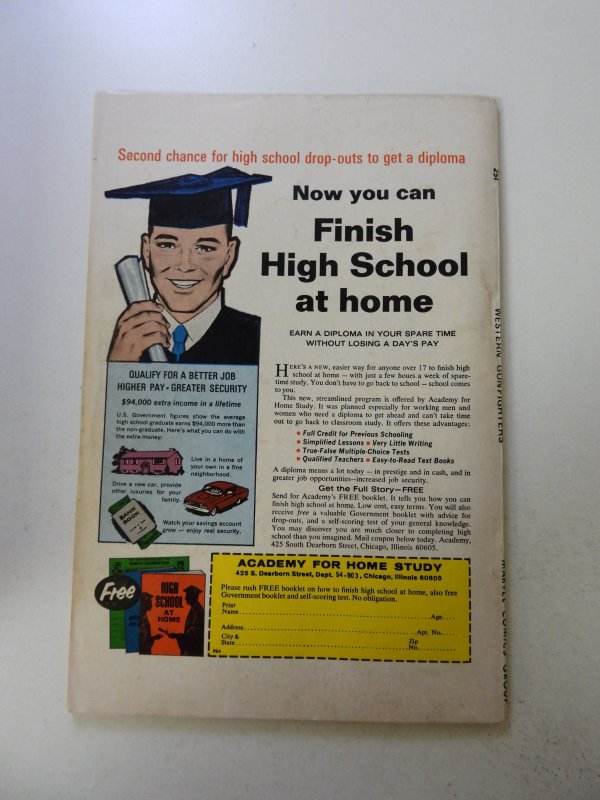 Second chance for high school drop-outs to get a diploma
Now you can
Finish
High School
at home
EARN A DIPLOMA IN YOUR SPARE TIME
WITHOUT LOSING A DAY'S PAY
HERE'S A NEW, easier way for anyone over 17 to finish high
school at home – with just a few hours a week of spare-
time study. You don't have to go back to school – school comes
to you.
This new, streamlined program is offered by Academy for
Home Study. It was planned especially for working men and
women who need a diploma to get ahead and can't take time
out to go back to classroom study. It offers these advantages:
• Full Credit for Previous Schooling
• Simplified Lessons • Very Little Writing
• True-False Multiple-Choice Tests
• Qualified Teachers • Easy-to-Read Text Books
A diploma means a lot today – in prestige and in cash, and in
greater job opportunities–increased job security.
Get the Full Story–FREE
Send for Academy's FREE booklet. It tells you how you can
finish high school at home. Low cost, easy terms. You will also
receive free a valuable Government booklet with advice for
drop-outs, and a self-scoring test of your general knowledge.
You may discover you are much closer to completing high
school than you imagined. Mail coupon below today. Academy,
425 South Dearborn Street, Chicago, Illinois 60605.
QUALIFY FOR A BETTER JOB
HIGHER PAY • GREATER SECURITY
$94,000 extra income in a lifetime
U.S. Government figures show the average
high school graduate earns $94,000 more than
the non-graduate. Here's what you can do with
the extra money:
Live in a home of
your own in a fine
neighborhood.
Drive a new car, provide
other luxuries for your
family.
BANK
BOOK
Watch your savings account
grow – enjoy real security.
Free
HIGH
SCHOOL
AT
HOME
ACADEMY FOR HOME STUDY
425 S. Dearborn Street, Dept. 54-903, Chicago, Illinois 60605
Please rush FREE booklet on how to finish high school at home, also free
Government booklet and self-scoring test. No obligation.
Print
Name Age
Address Apt. No.
City & Zip
State No.
25¢
WESTERN GUNFIGHTERS
MARVEL COMICS GROUP